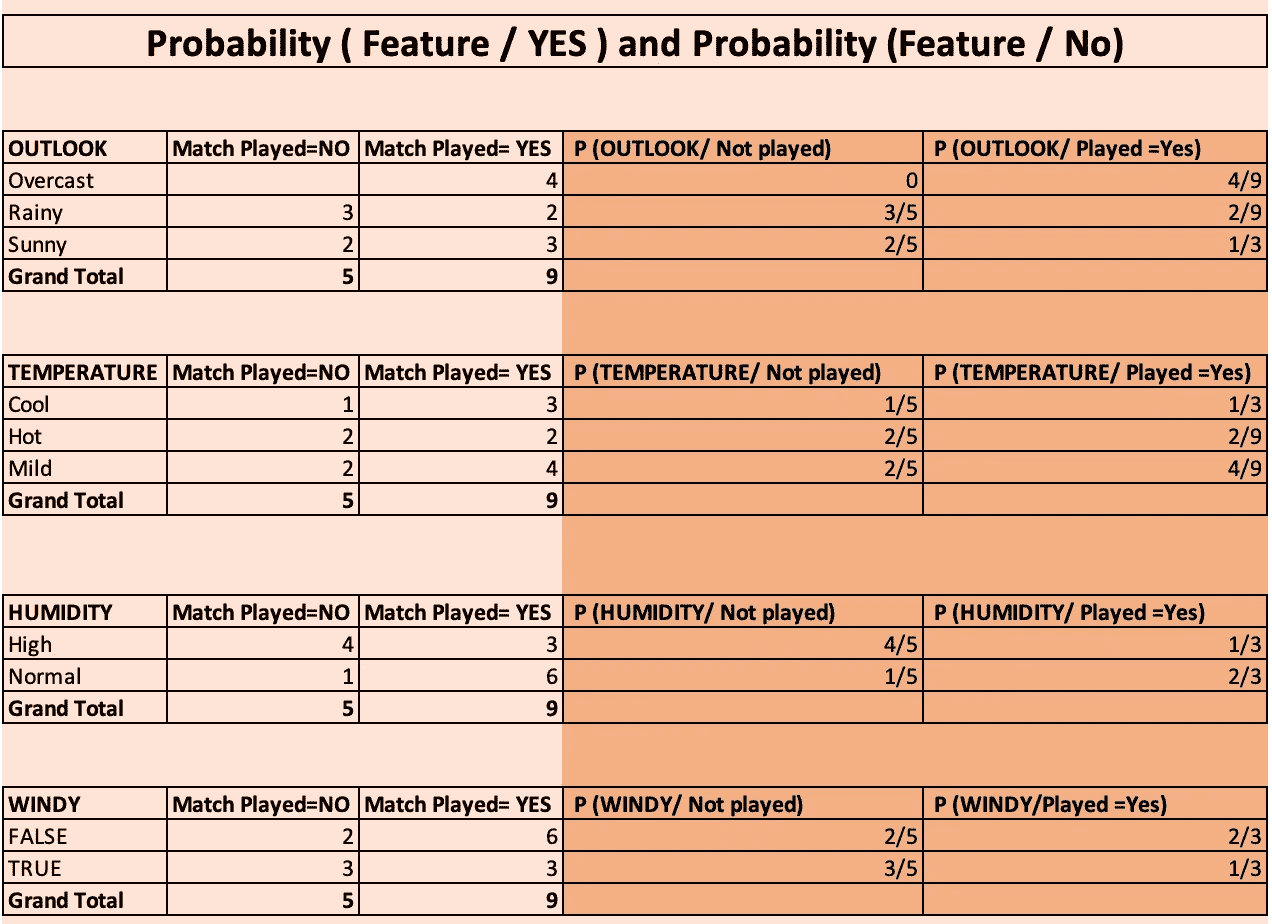 Probability ( Feature / YES ) and Probability (Feature / No)
OUTLOOK Match Played=NO Match Played= YES P (OUTLOOK/ Not played) P (OUTLOOK/ Played =Yes)
Overcast 4 0 4/9
Rainy 3 2 3/5 2/9
Sunny 2 3 2/5 1/3
Grand Total 5 9
TEMPERATURE Match Played=NO Match Played= YES P (TEMPERATURE/ Not played) P (TEMPERATURE/ Played =Yes)
Cool 1 3 1/5 1/3
Hot 2 2 2/5 2/9
Mild 2 4 2/5 4/9
Grand Total 5 9
HUMIDITY Match Played=NO Match Played= YES P (HUMIDITY/ Not played) P (HUMIDITY/ Played =Yes)
High 4 3 4/5 1/3
Normal 1 6 1/5 2/3
Grand Total 5 9
WINDY Match Played=NO Match Played= YES P (WINDY/ Not played) P (WINDY/Played =Yes)
FALSE 2 6 2/5 2/3
TRUE 3 3 3/5 1/3
Grand Total 5 9